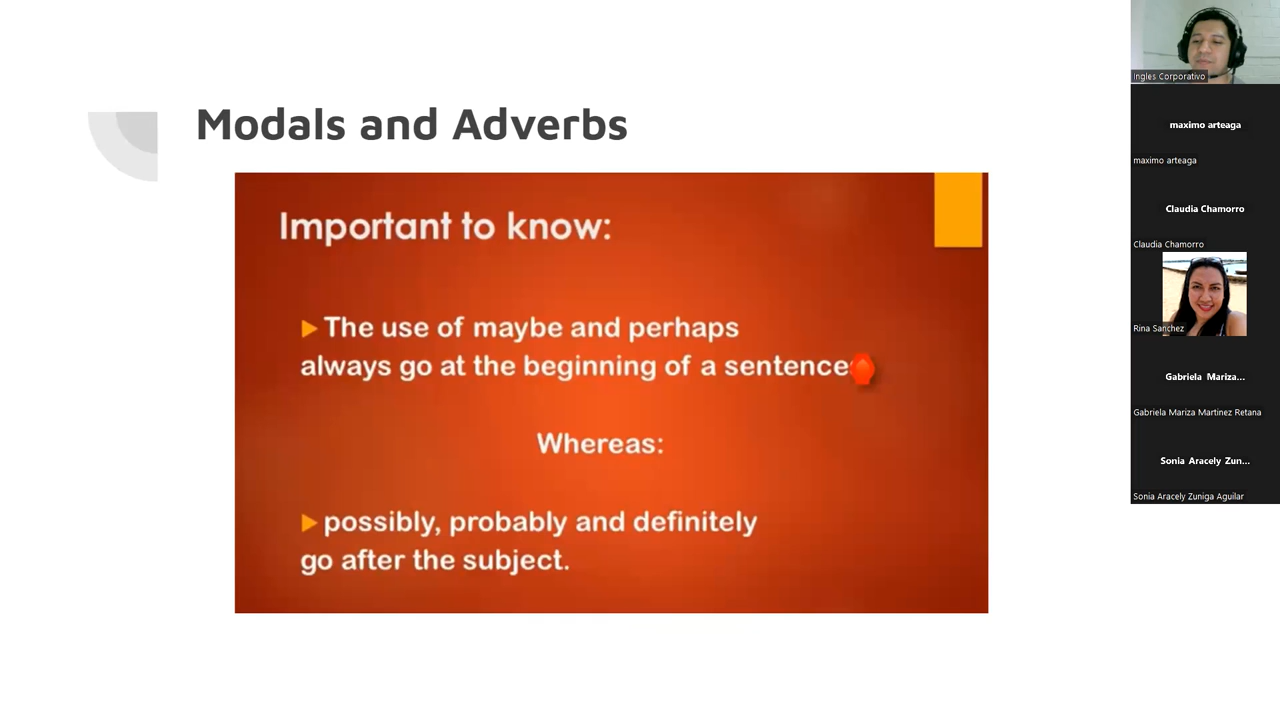 Modals and Adverbs
Important to know:
The use of maybe and perhaps
always go at the beginning of a sentence
Whereas:
possibly, probably and definitely
go after the subject.
Ingles Corporativo
maximo arteaga
maximo arteaga
Claudia Chamorro
Claudia Chamorro
Rina Sanchez
Gabriela Mariza...
Gabriela Mariza Martinez Retana
Sonia Aracely Zun...
Sonia Aracely Zuniga Aguilar